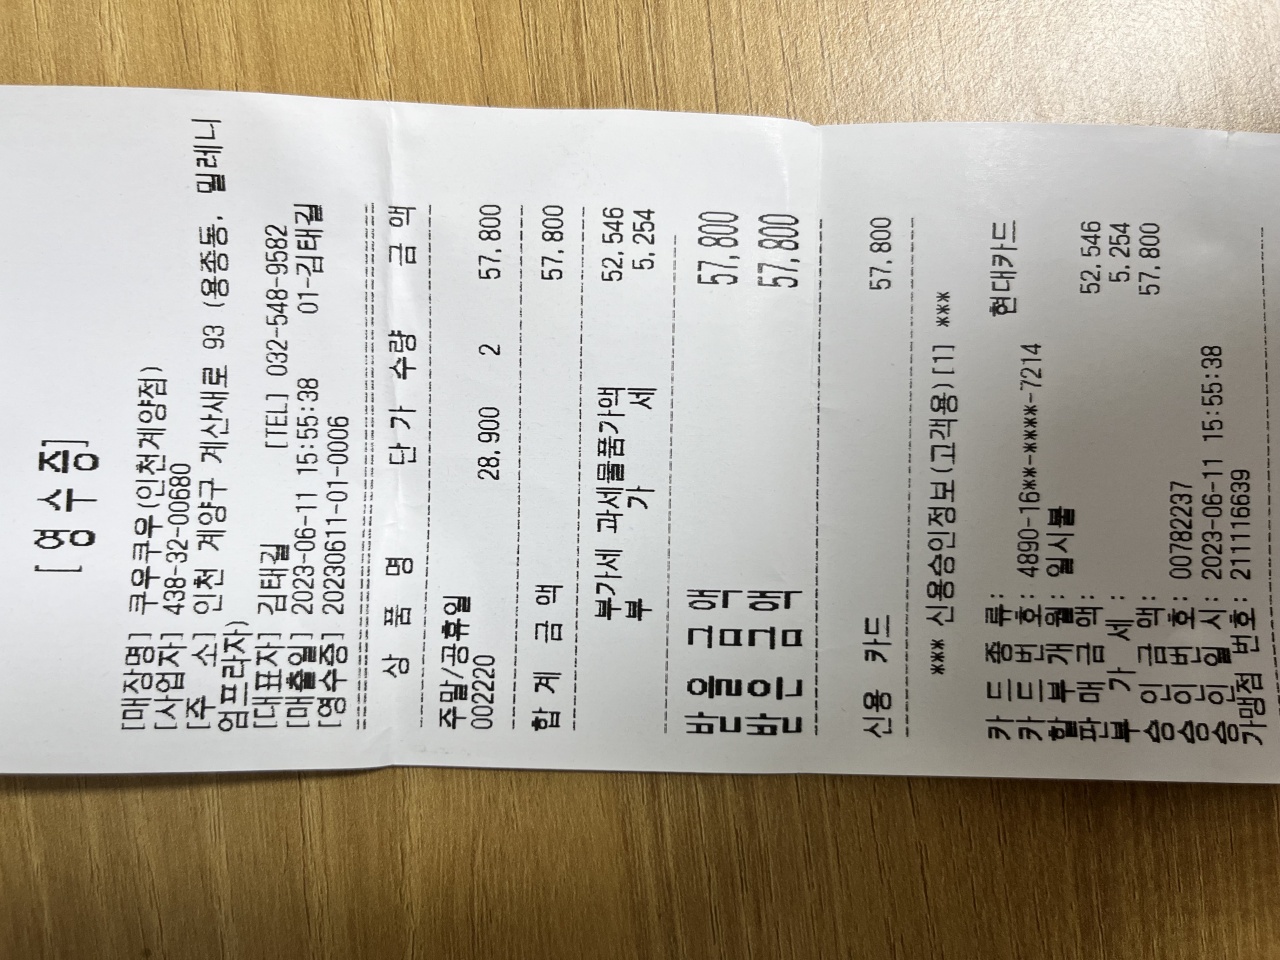 [영 수 증]
[매장명] 쿠우쿠우(인천계양점)
[사업자] 438-32-00680
[주 소] 인천 계양구 계산새로 93 (용종동, 밀레니
엄프라자)
[대표자] 김태길 [TEL] 032-548-9582
[매출일] 2023-06-11 15:55:38 01-김태길
[영수증] 20230611-01-0006
상 품 명 단 가 수량 금 액
주말/공휴일
002220 28,900 2 57,800
합 계 금 액 57,800
부가세 과세물품가액 52,546
부 가 세 5,254
받 을 금 액 57,800
받 은 금 액 57,800
신용 카드 57,800
*** 신용승인정보(고객용)[1] ***
카 드 종 류: 현대카드
카 드 번 호: 4890-16**-****-7214
할 부 개 월: 일시불
판 매 금 액: 52,546
부 가 세: 5,254
승 인 금 액: 57,800
승 인 번 호: 00782237
승 인 일 시: 2023-06-11 15:55:38
가맹점 번호: 211116639